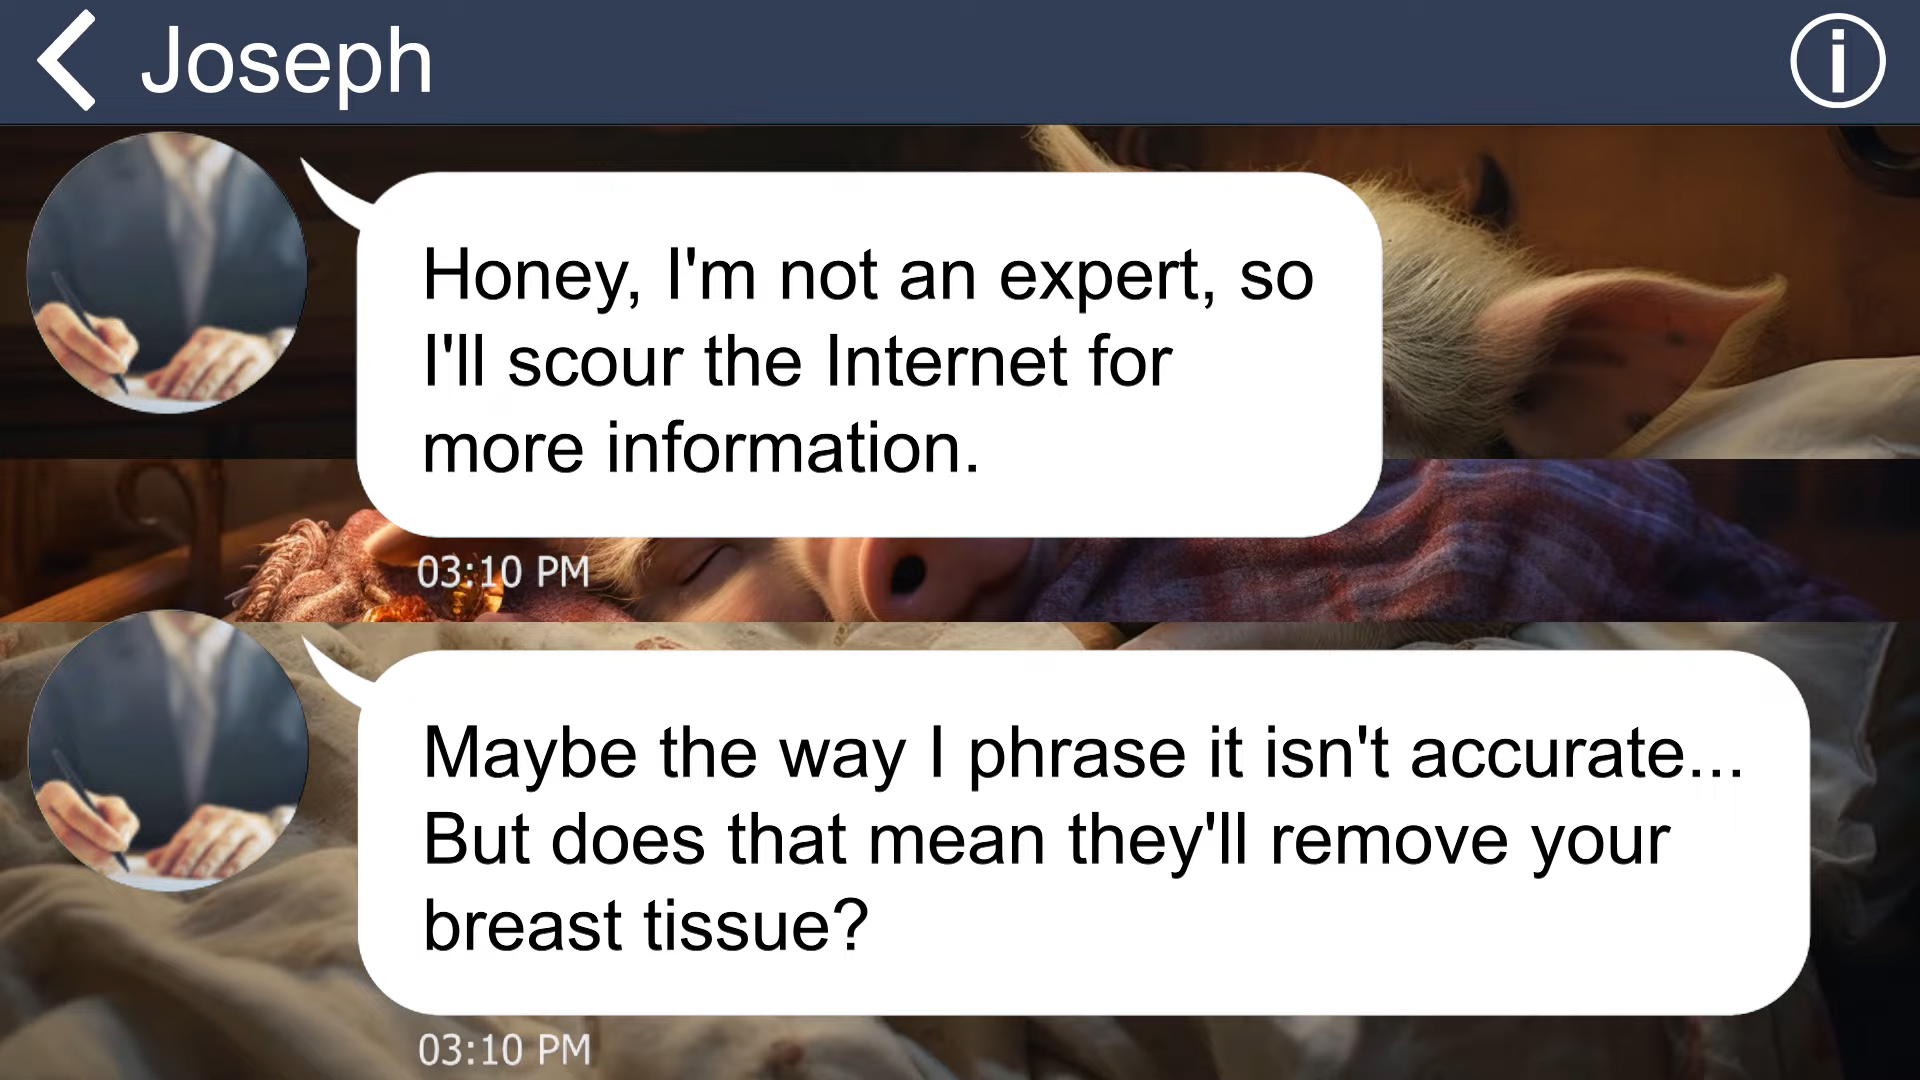 Joseph
Honey, I'm not an expert, so
I'll scour the Internet for
more information.
03:10 PM
Maybe the way I phrase it isn't accurate...
But does that mean they'll remove your
breast tissue?
03:10 PM